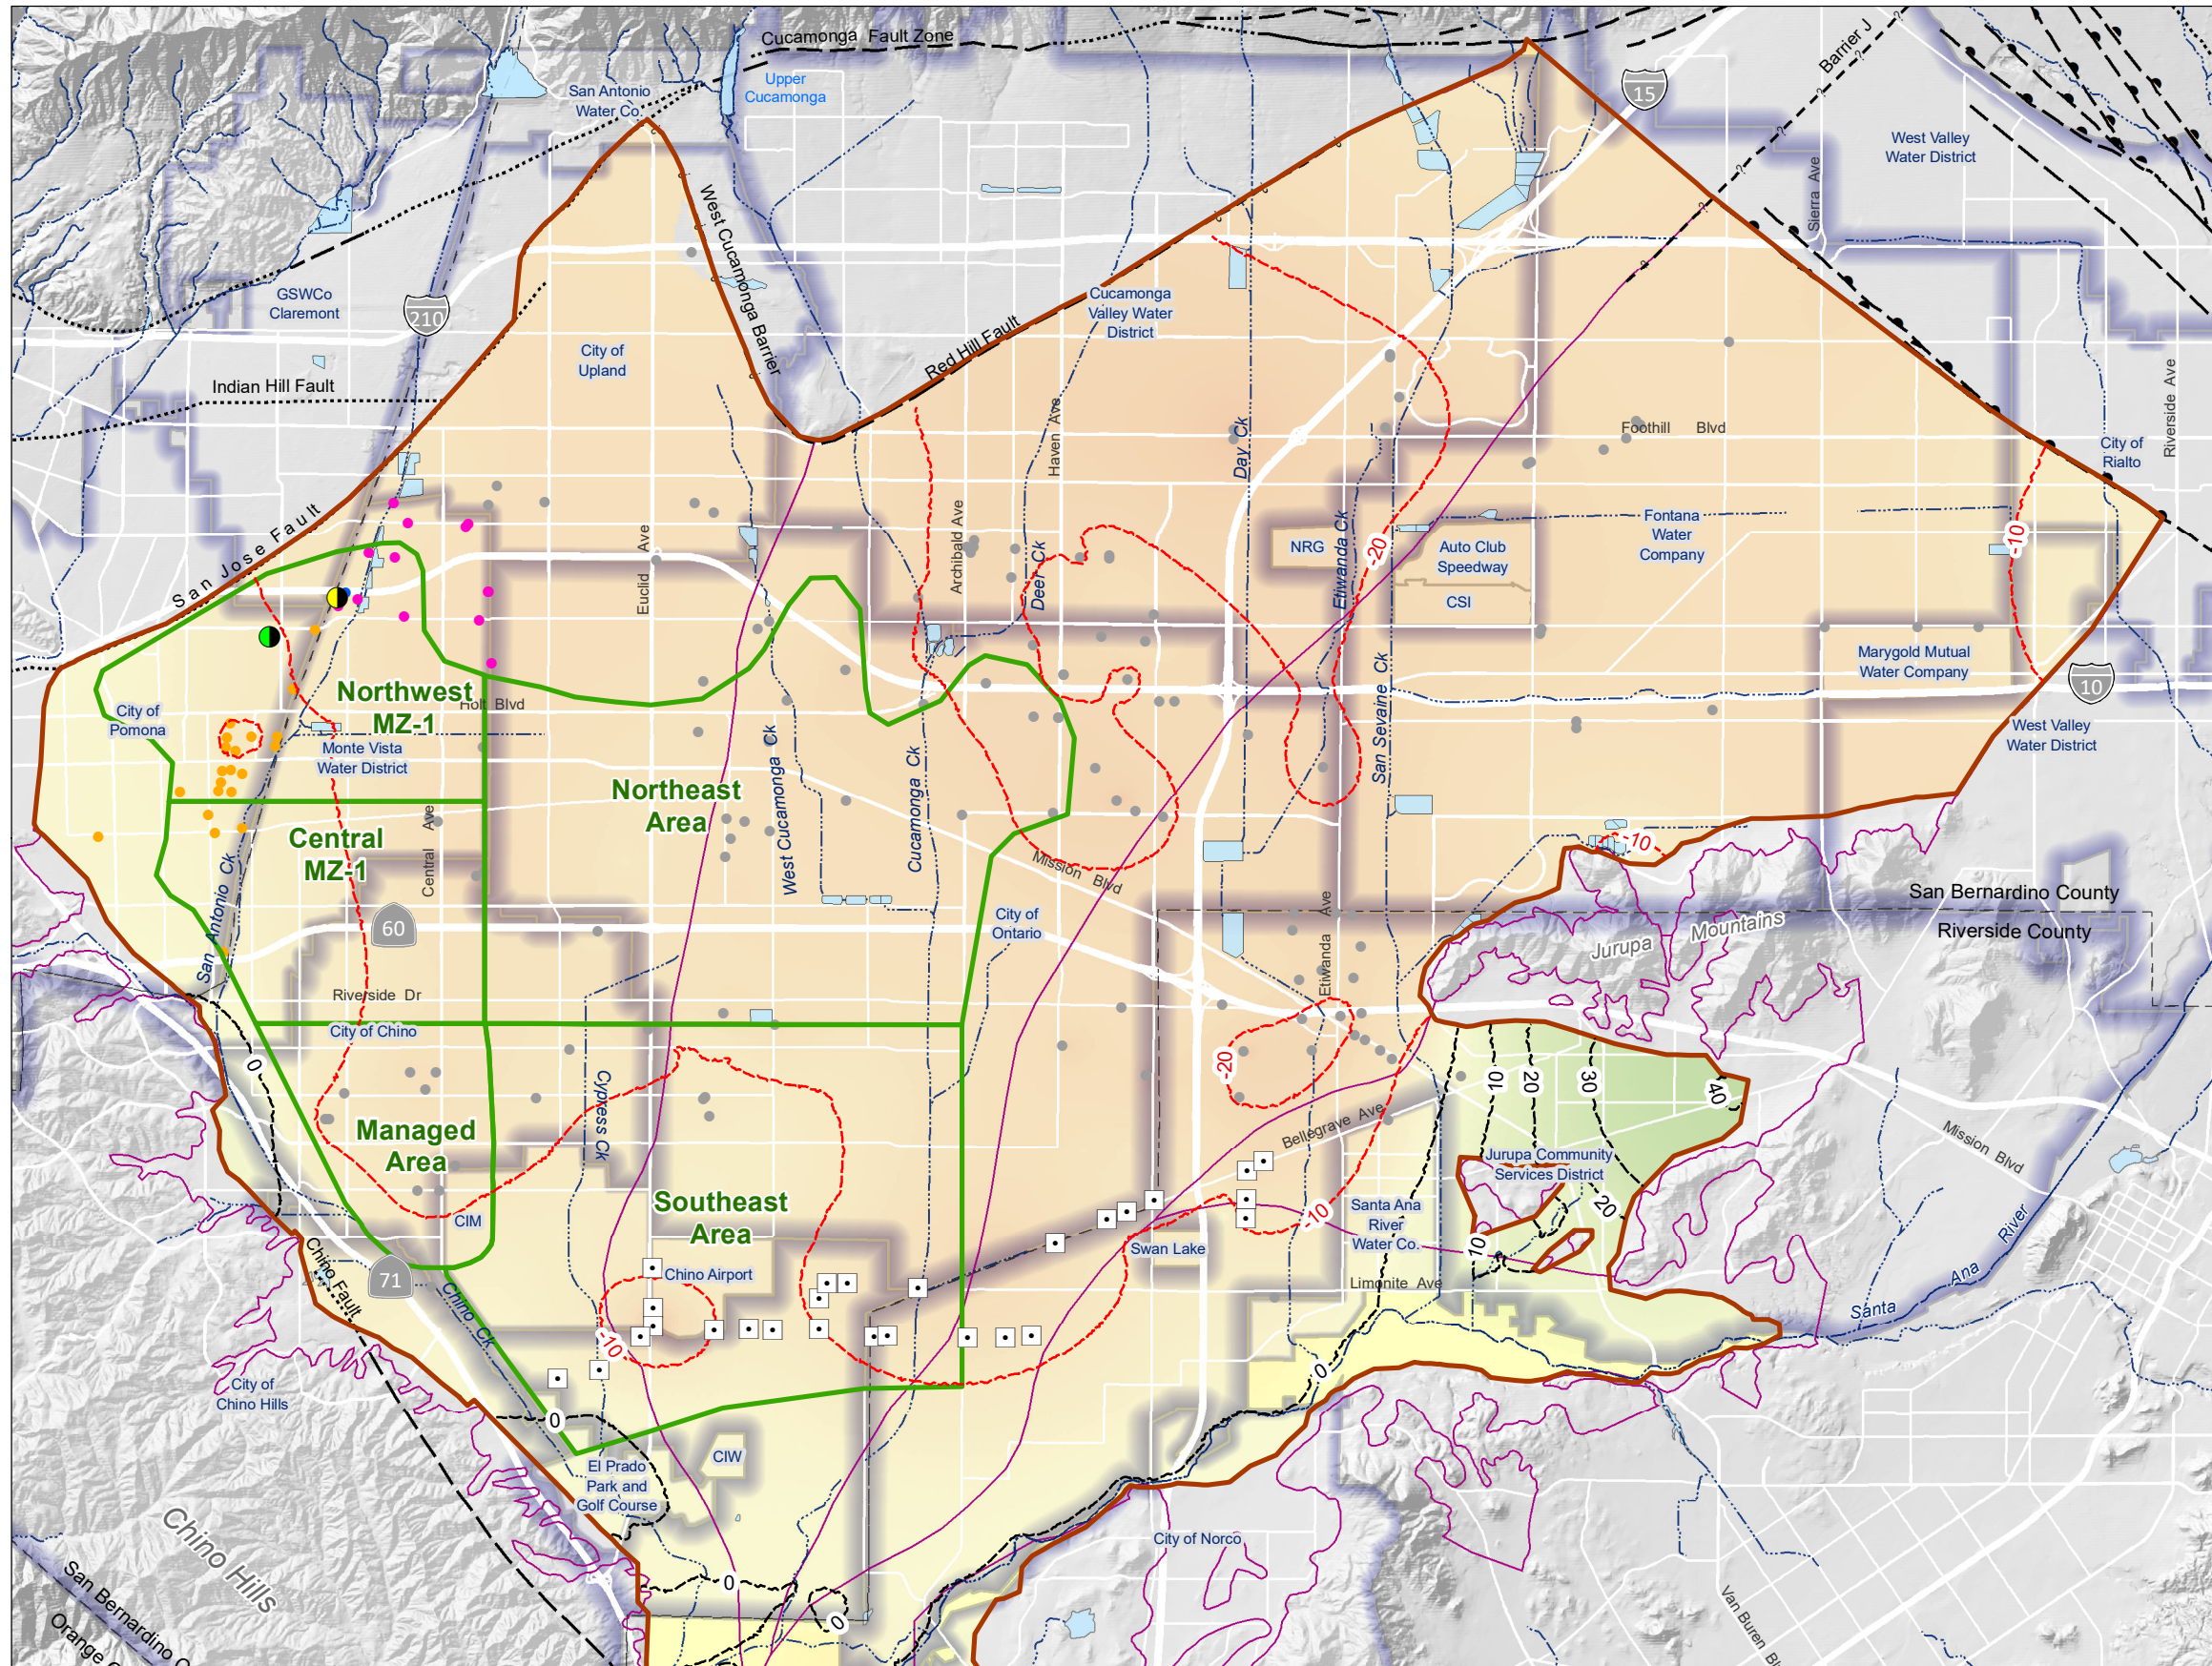 Cucamonga Fault Zone
Barrier J
Upper
Cucamonga
San Antonio
Water Co.
15
West Valley
Water District
Sierra Ave
West Cucamonga Barrier
GSWCo
Claremont
210
Cucamonga
Valley Water
District
City of
Upland
Red Hill Fault
Indian Hill Fault
Riverside Ave
Foothill Blvd
City of
Rialto
Haven Ave
Day Ck
San Jose Fault
Euclid Ave
Archibald Ave
Deer Ck
NRG
Etiwanda Ck
-20
Auto Club
Speedway
Fontana
Water
Company
-10
CSI
Marygold Mutual
Water Company
10
Northwest
MZ-1
Holt Blvd
City of
Pomona
Monte Vista
Water District
San Sevaine Ck
West Valley
Water District
West Cucamonga Ck
Cucamonga Ck
Northeast
Area
Central
MZ-1
Central Ave
-10
Mission Blvd
San Antonio Ck
San Bernardino County
Riverside County
60
City of
Ontario
Etiwanda Ave
Jurupa Mountains
Riverside Dr
City of Chino
0
-20
10
20
30
40
Cypress Ck
Bellegrave Ave
Managed
Area
Mission Blvd
Jurupa Community
Services District
Southeast
Area
CIM
-10
Santa Ana
River
Water Co.
20
10
Swan Lake
Chino Fault
71
Chino Airport
Limonite Ave
Santa Ana River
Chino Ck
-10
City of
Chino Hills
0
0
CIW
El Prado
Park and
Golf Course
Chino Hills
City of Norco
0
0
San Bernardino C
Orange C
Van Buren Bl